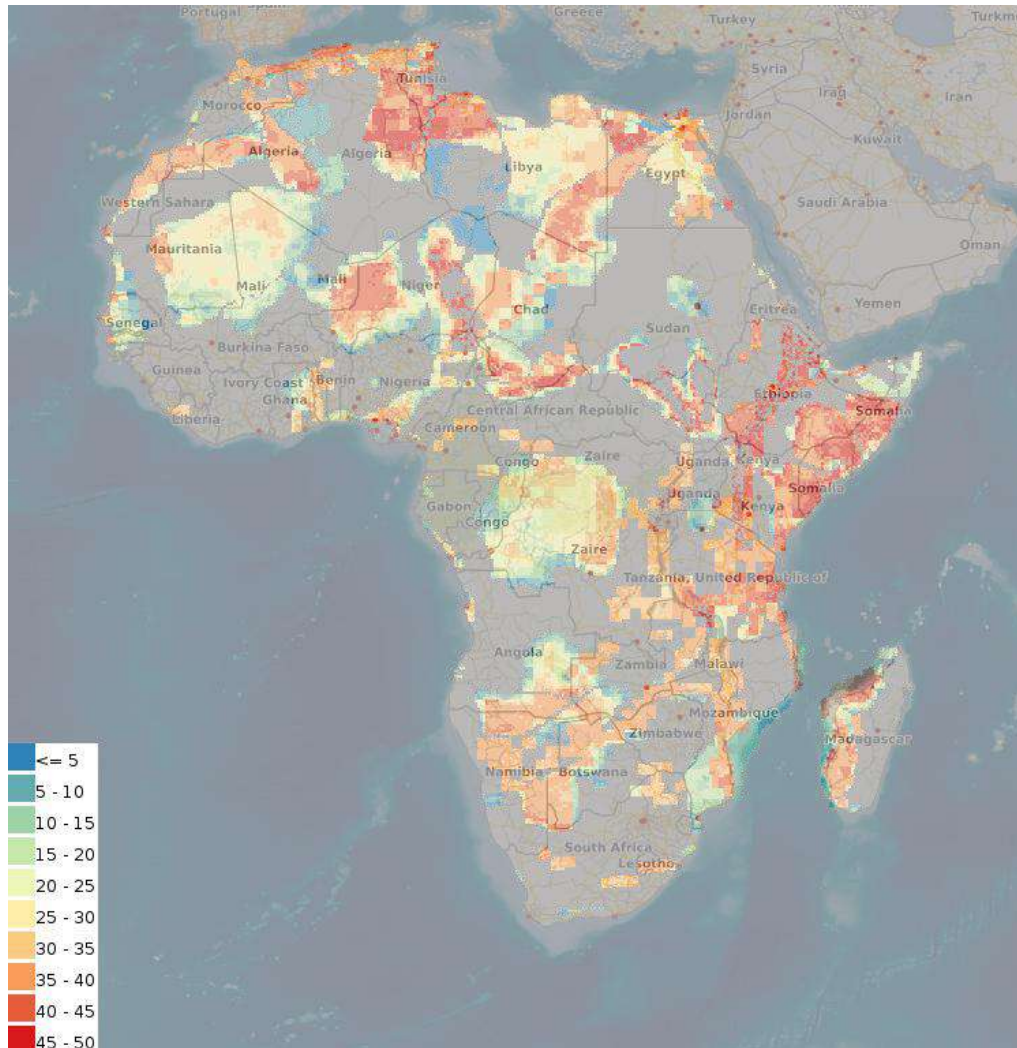 Portugal
Greece
Turkey
Turkm
Syria
Iraq
Iran
Jordan
Kuwait
Tunisia
Morocco
Algeria
Algeria
Libya
Egypt
Saudi Arabia
Western Sahara
Oman
Mauritania
Mali
Mali
Niger
Chad
Sudan
Eritrea
Yemen
Senegal
Burkina Faso
Guinea
Ivory Coast
Benin
Ghana
Nigeria
Liberia
Ethiopia
Somalia
Central African Republic
Cameroon
Congo
Zaire
Uganda
Kenya
Gabon
Congo
Uganda
Kenya
Somalia
Zaire
Tanzania, United Republic of
Angola
Zambia
Malawi
Mozambique
Zimbabwe
Madagascar
Namibia
Botswana
South Africa
Lesotho
<= 5
5 - 10
10 - 15
15 - 20
20 - 25
25 - 30
30 - 35
35 - 40
40 - 45
45 - 50